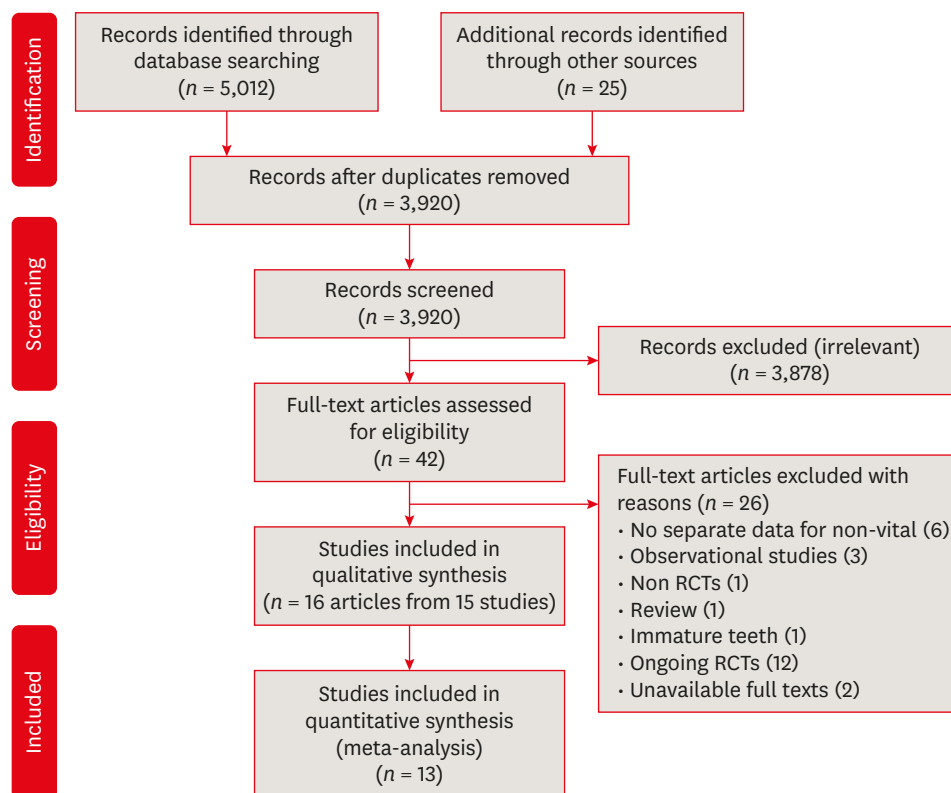 Identification
Records identified through
database searching
(n = 5,012)
Additional records identified
through other sources
(n = 25)
Records after duplicates removed
(n = 3,920)
Screening
Records screened
(n = 3,920)
Records excluded (irrelevant)
(n = 3,878)
Eligibility
Full-text articles assessed
for eligibility
(n = 42)
Full-text articles excluded with
reasons (n = 26)
· No separate data for non-vital (6)
· Observational studies (3)
· Non RCTs (1)
· Review (1)
· Immature teeth (1)
· Ongoing RCTs (12)
· Unavailable full texts (2)
Studies included in
qualitative synthesis
(n = 16 articles from 15 studies)
Included
Studies included in
quantitative synthesis
(meta-analysis)
(n = 13)